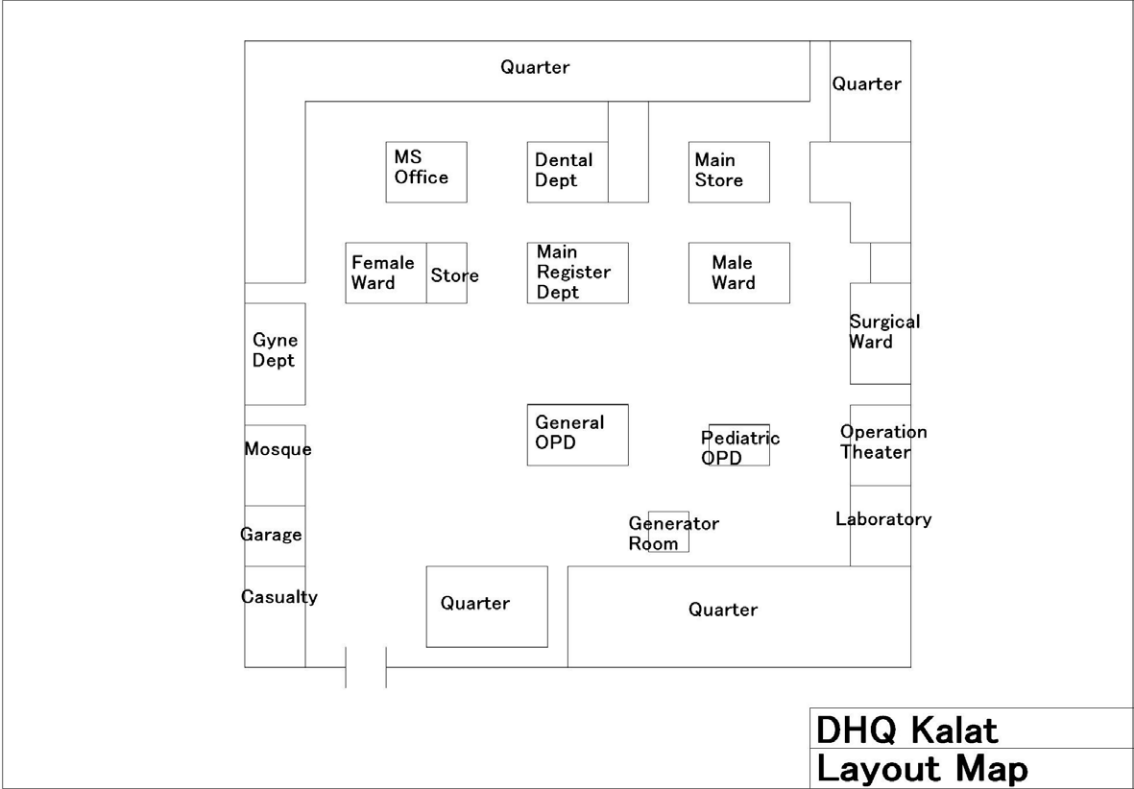 Quarter
Quarter
MS
Office
Dental
Dept
Main
Store
Female
Ward
Store
Main
Register
Dept
Male
Ward
Gyne
Dept
Surgical
Ward
General
OPD
Pediatric
OPD
Operation
Theater
Mosque
Garage
Generator
Room
Laboratory
Casualty
Quarter
Quarter
DHQ Kalat
Layout Map